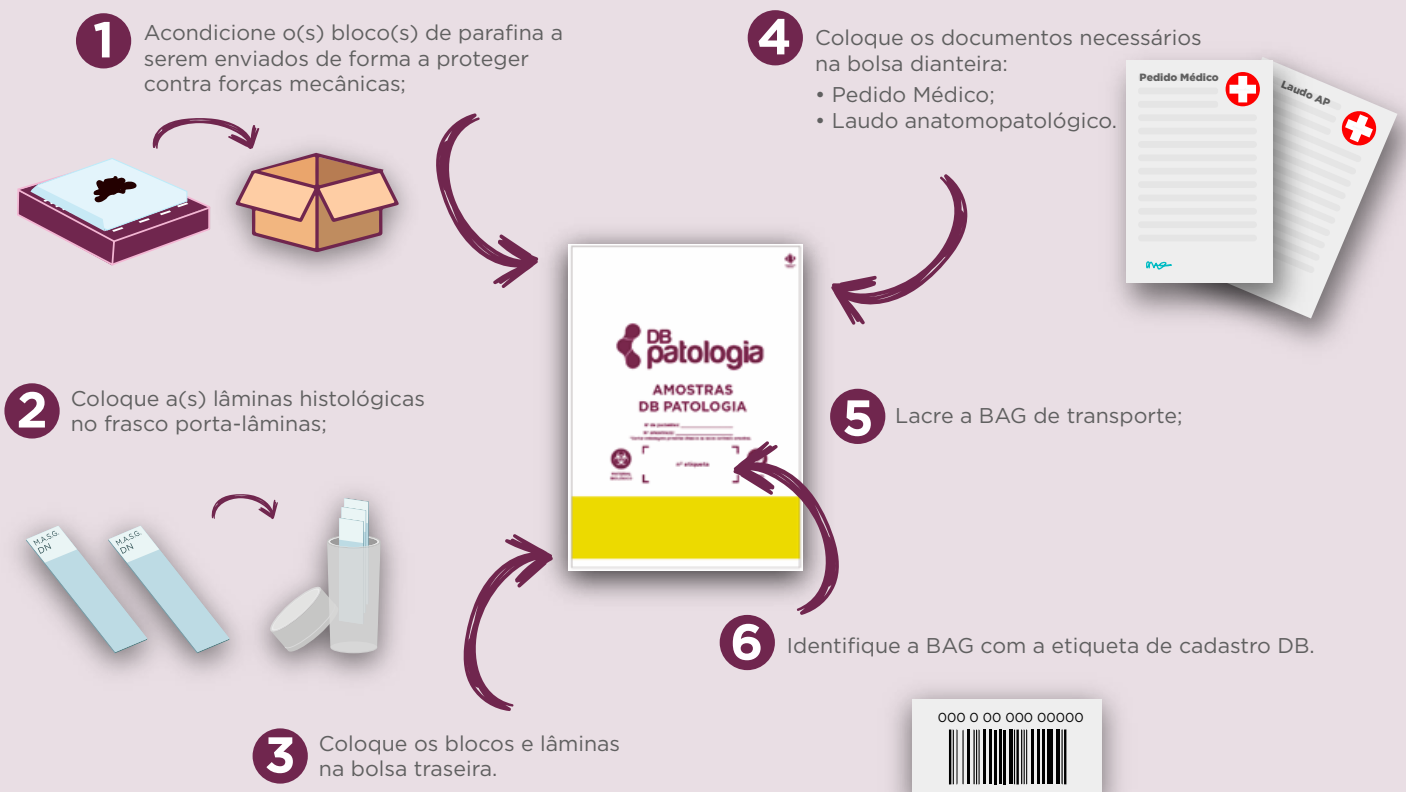 1
Acondicione o(s) bloco(s) de parafina a
serem enviados de forma a proteger
contra forças mecânicas;
2
Coloque a(s) lâminas histológicas
no frasco porta-lâminas;
M.A.S.G.
DN
M.A.S.G.
DN
3
Coloque os blocos e lâminas
na bolsa traseira.
4
Coloque os documentos necessários
na bolsa dianteira:
• Pedido Médico;
• Laudo anatomopatológico.
Pedido Médico
Laudo AP
DB
patologia
AMOSTRAS
DB PATOLOGIA
nº etiqueta
5
Lacre a BAG de transporte;
6
Identifique a BAG com a etiqueta de cadastro DB.
000 0 00 000 00000